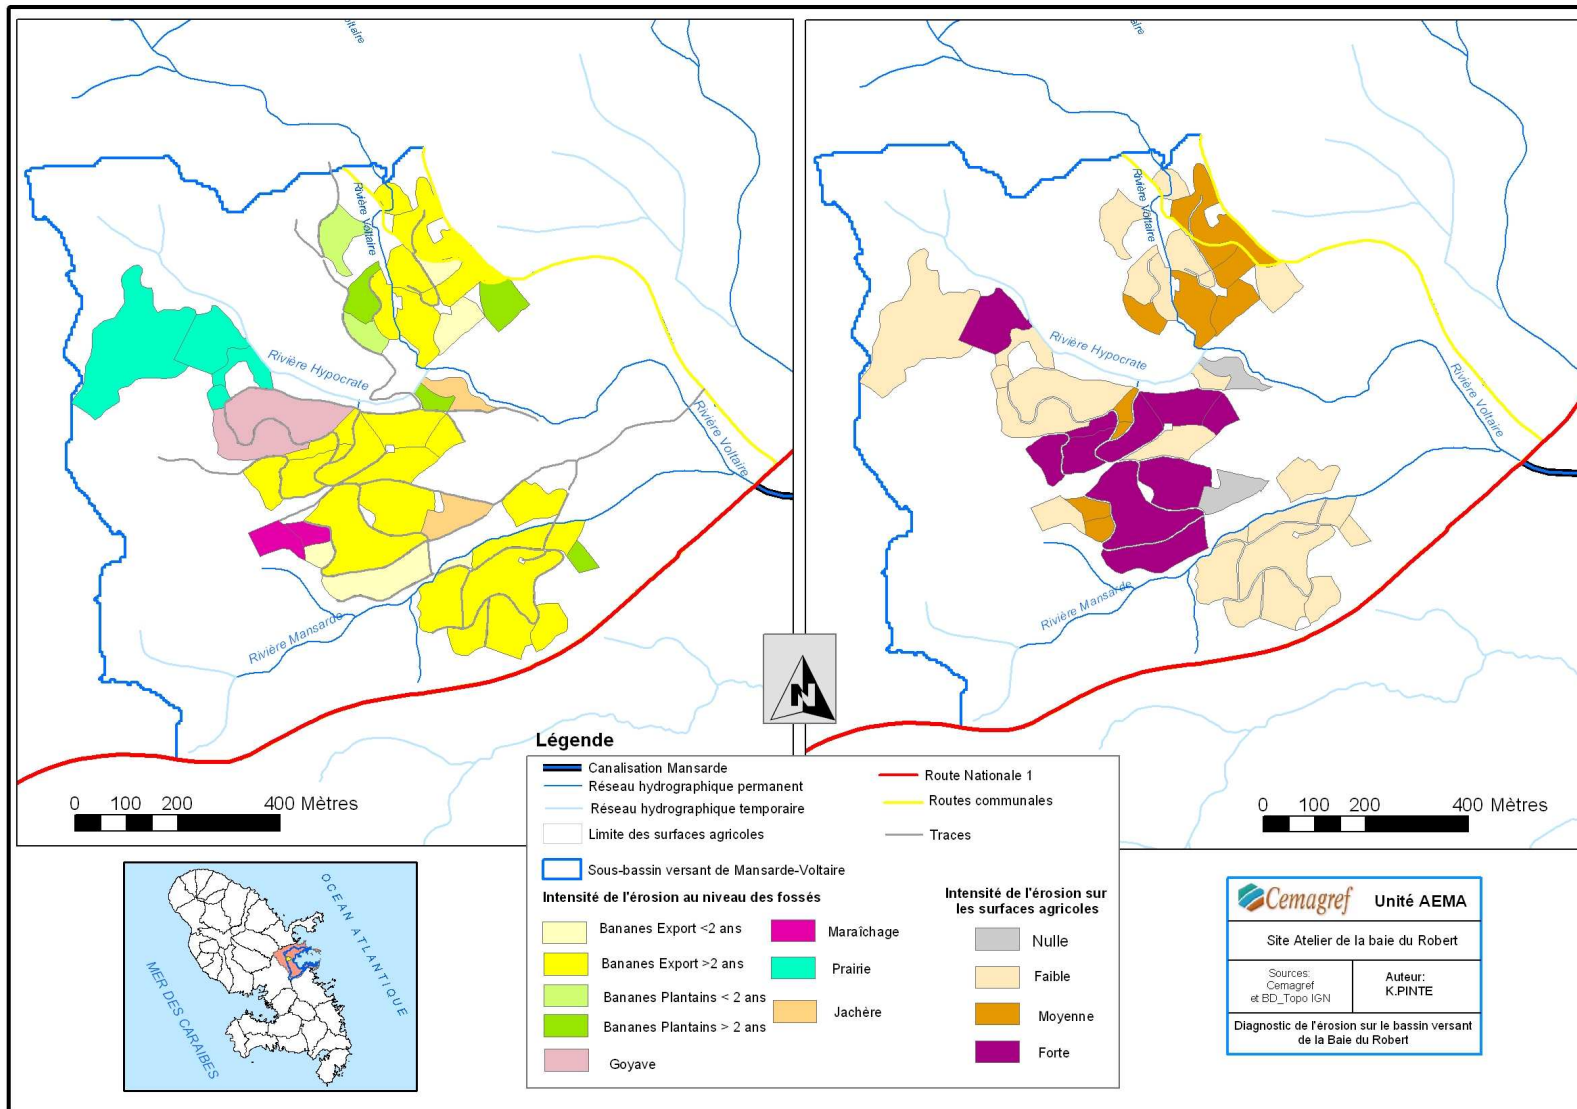 oltaire
Rivière Voltaire
Rivière Hypocrate
Rivière Voltaire
Rivière Mansarde
0 100 200 400 Mètres
oltaire
Rivière Voltaire
Rivière Hypocrate
Rivière Voltaire
Rivière Mansarde
0 100 200 400 Mètres
N
Légende
Canalisation Mansarde
Réseau hydrographique permanent
Réseau hydrographique temporaire
Limite des surfaces agricoles
Sous-bassin versant de Mansarde-Voltaire
Route Nationale 1
Routes communales
Traces
Intensité de l'érosion au niveau des fossés
Bananes Export <2 ans
Bananes Export >2 ans
Bananes Plantains < 2 ans
Bananes Plantains > 2 ans
Goyave
Maraîchage
Prairie
Jachère
Intensité de l'érosion sur
les surfaces agricoles
Nulle
Faible
Moyenne
Forte
OCEAN ATLANTIQUE
MER DES CARAIBES
Cemagref Unité AEMA
Site Atelier de la baie du Robert
Sources:
Cemagref
et BD_Topo IGN
Auteur:
K.PINTE
Diagnostic de l'érosion sur le bassin versant
de la Baie du Robert